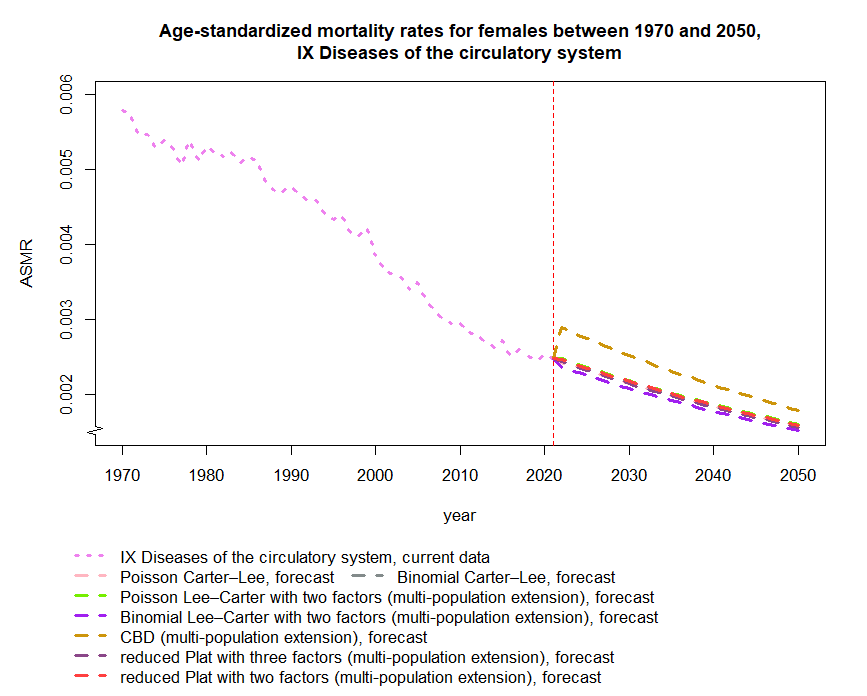 Age-standardized mortality rates for females between 1970 and 2050,
IX Diseases of the circulatory system
0.006
0.005
0.004
0.003
0.002
ASMR
1970 1980 1990 2000 2010 2020 2030 2040 2050
year
IX Diseases of the circulatory system, current data
Poisson Carter–Lee, forecast Binomial Carter–Lee, forecast
Poisson Lee–Carter with two factors (multi-population extension), forecast
Binomial Lee–Carter with two factors (multi-population extension), forecast
CBD (multi-population extension), forecast
reduced Plat with three factors (multi-population extension), forecast
reduced Plat with two factors (multi-population extension), forecast